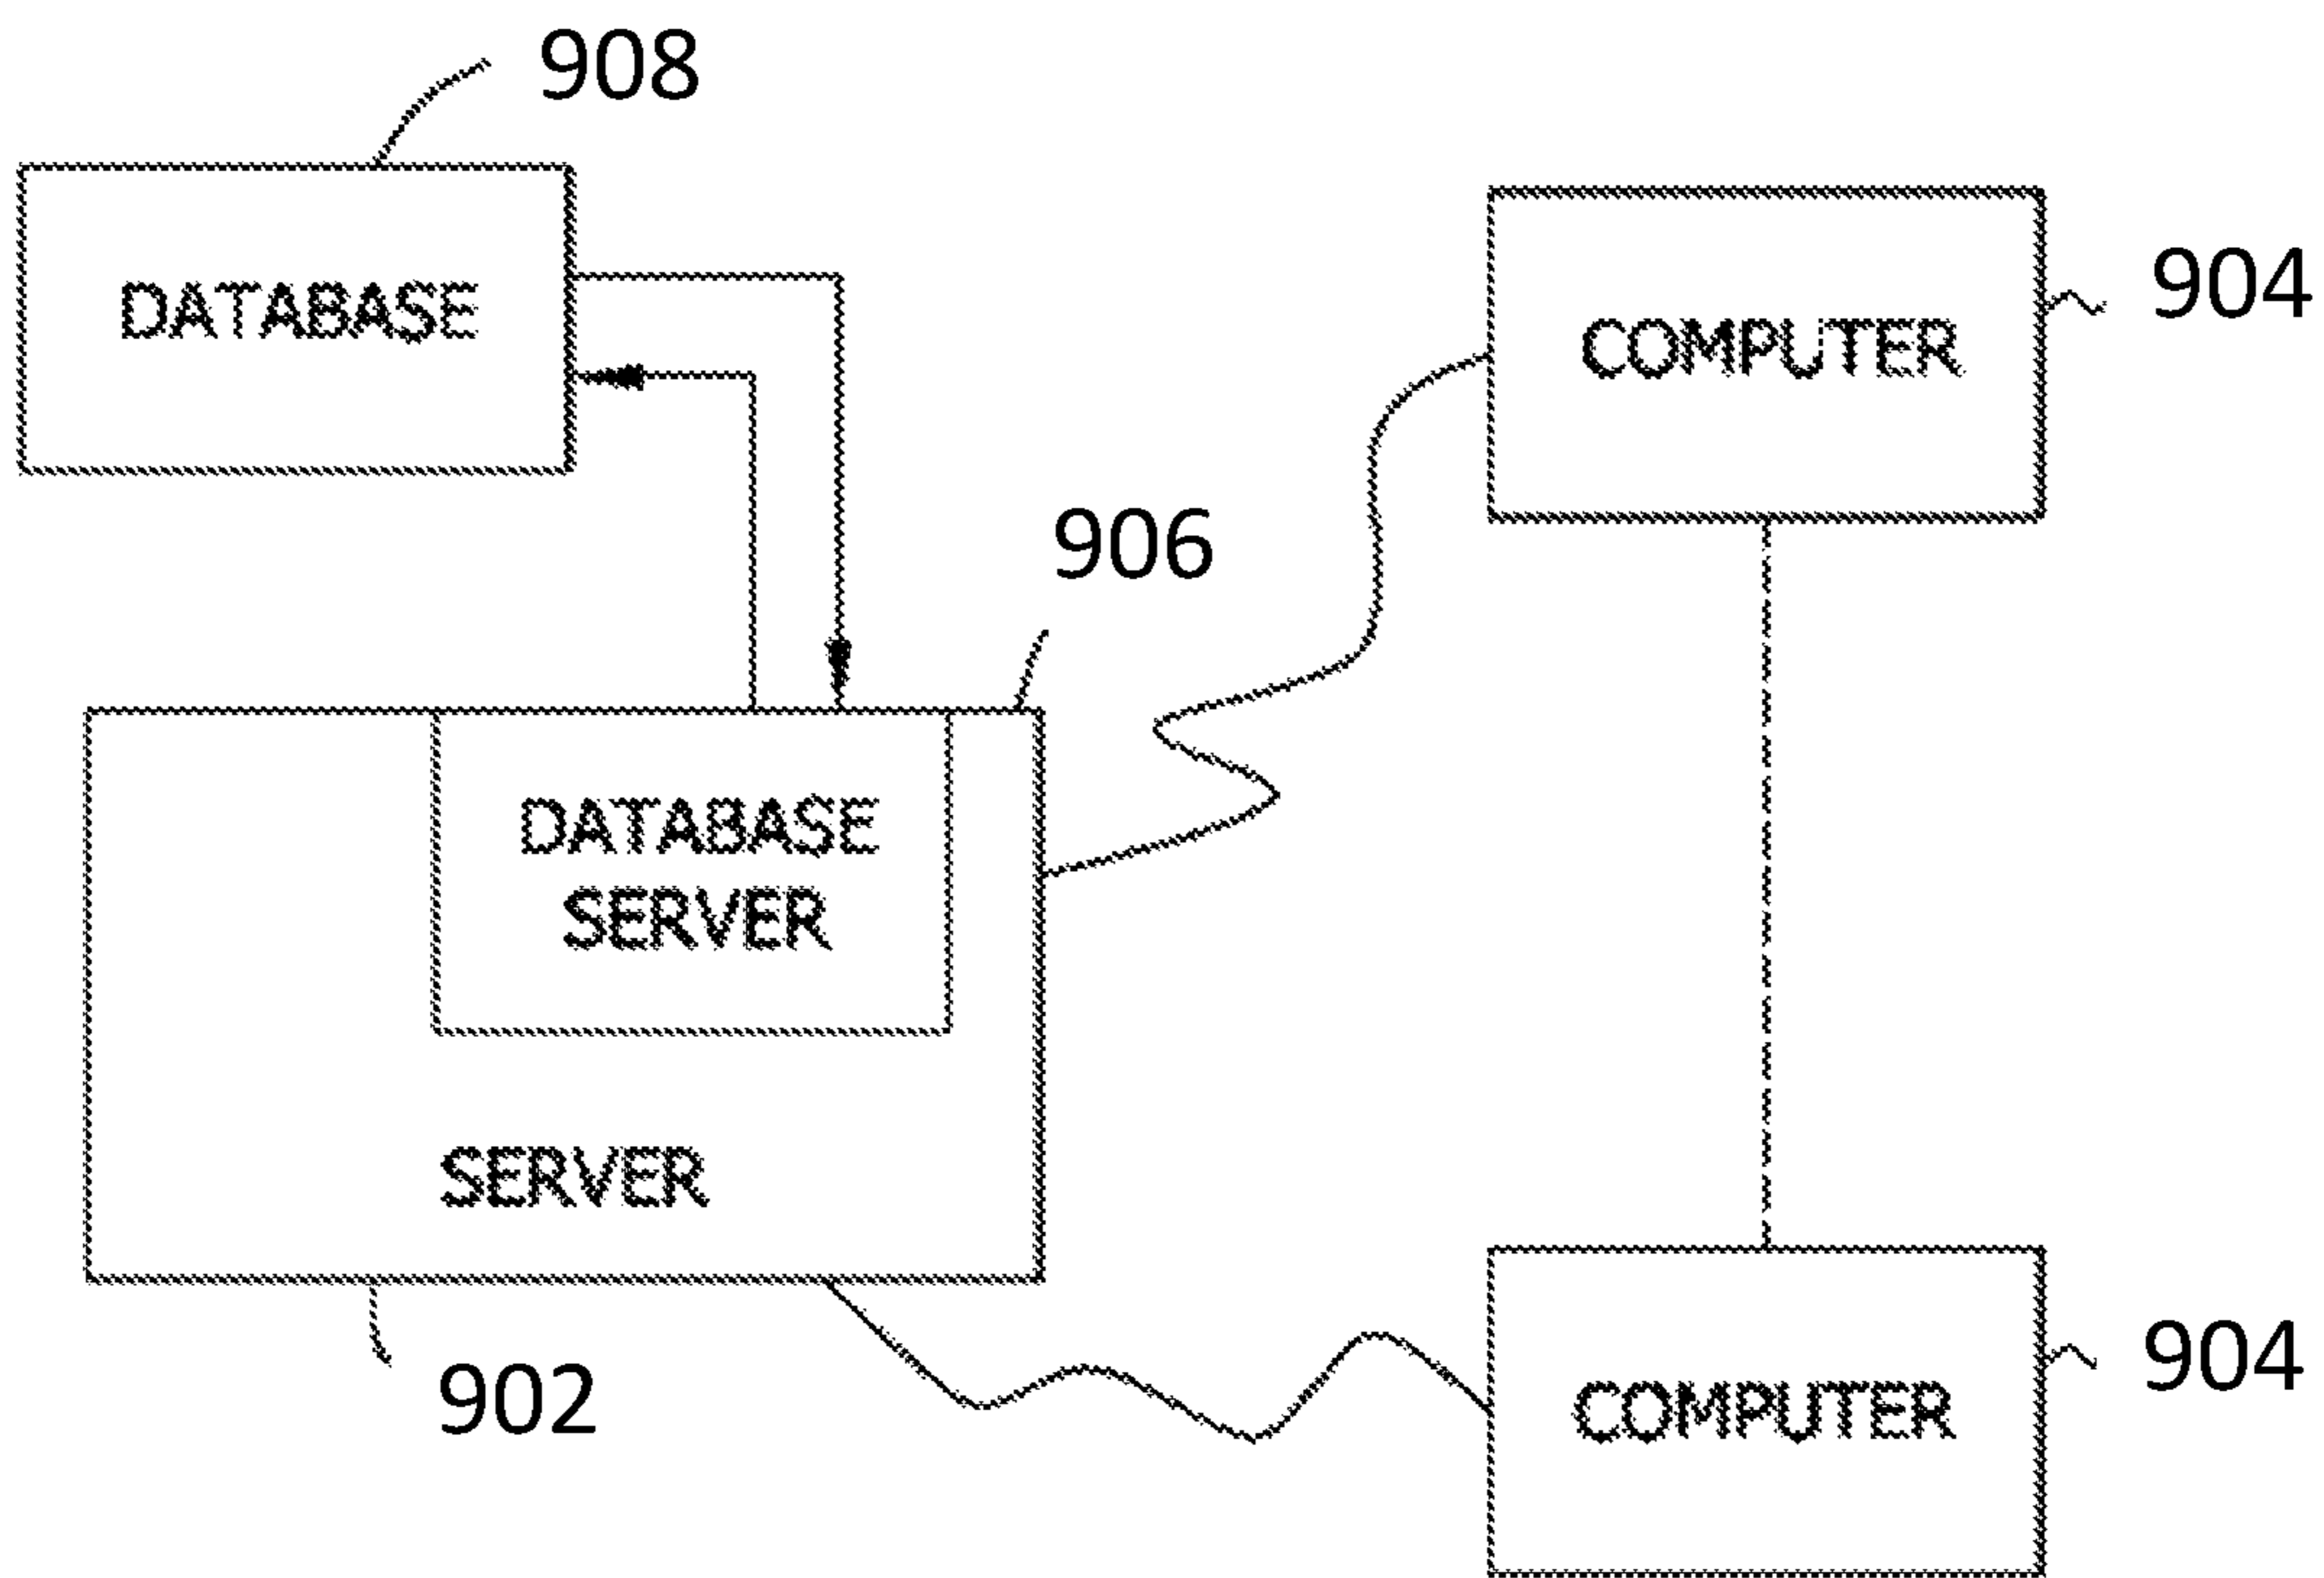 908
DATABASE
904
COMPUTER
906
DATABASE
SERVER
SERVER
902
904
COMPUTER